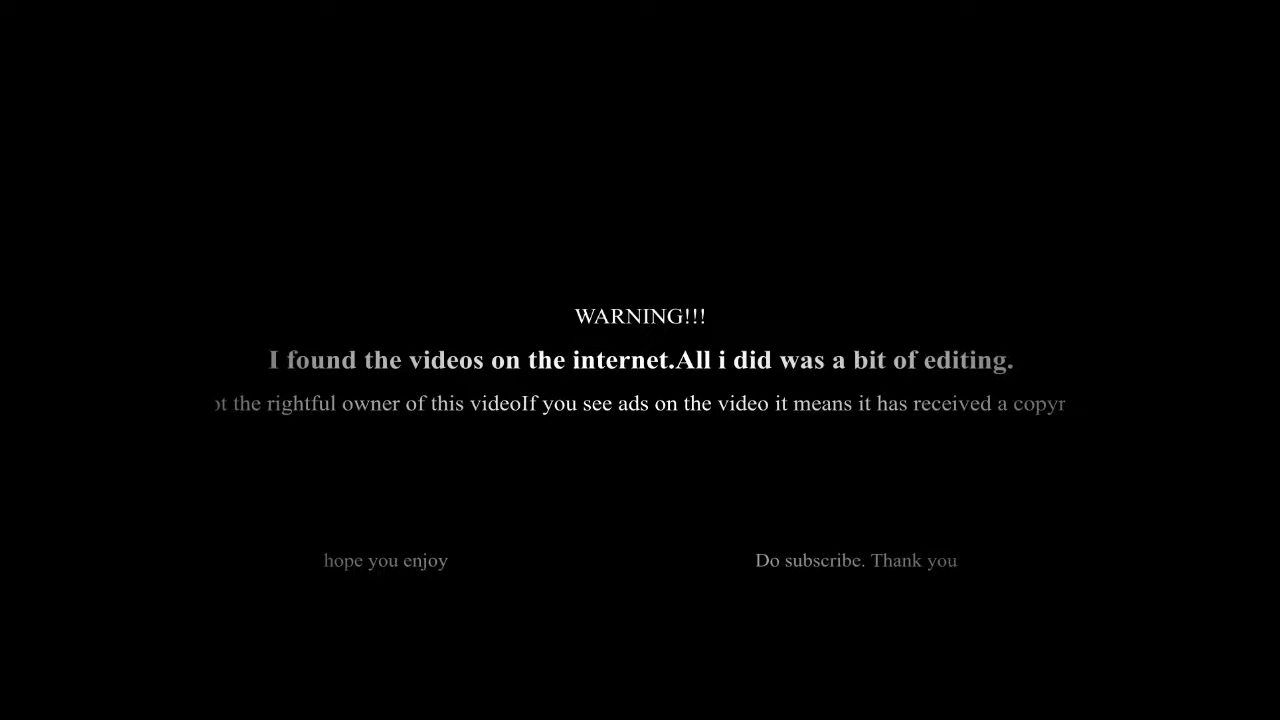 WARNING!!!
I found the videos on the internet.All i did was a bit of editing.
the rightful owner of this videoIf you see ads on the video it means it has received a
hope you enjoy
Do subscribe. Thank you